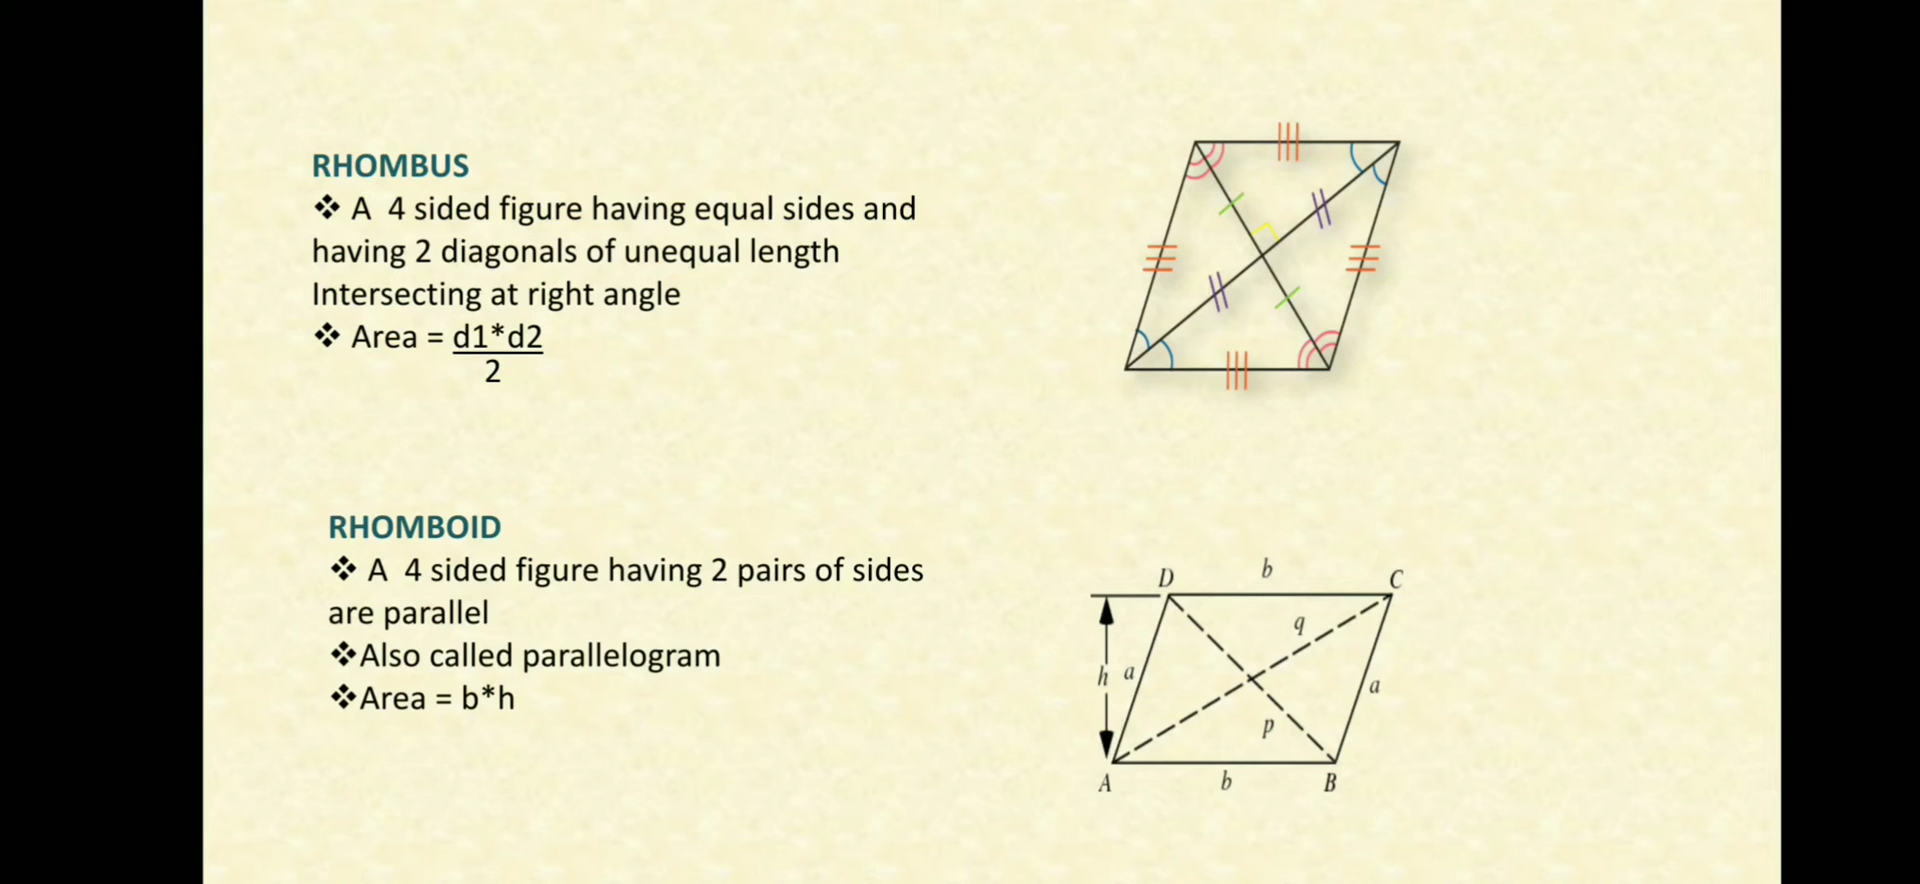 RHOMBUS
❖ A 4 sided figure having equal sides and
having 2 diagonals of unequal length
Intersecting at right angle
❖ Area = d1*d2
2
RHOMBOID
❖ A 4 sided figure having 2 pairs of sides
are parallel
❖Also called parallelogram
❖Area = b*h
D b C
q
h a
a
p
A b B